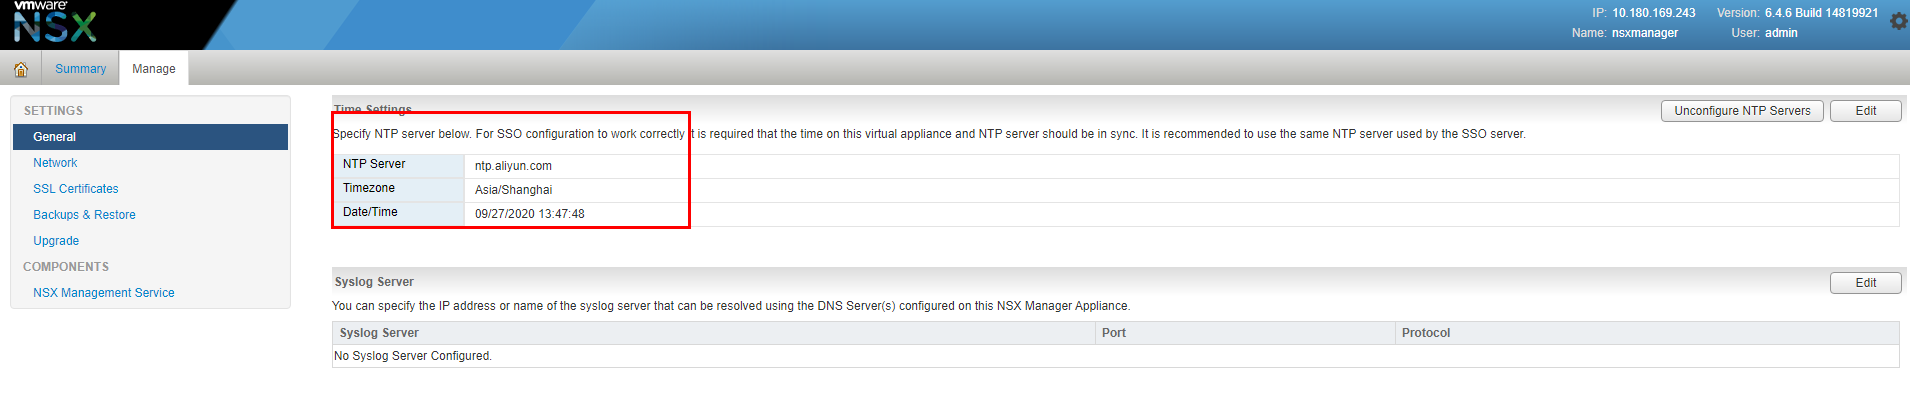 vmware
NSX
IP: 10.180.169.243 Version: 6.4.6 Build 14819921
Name: nsxmanager User: admin
Summary Manage
SETTINGS
General
Network
SSL Certificates
Backups & Restore
Upgrade
COMPONENTS
NSX Management Service
Time Settings
Unconfigure NTP Servers Edit
Specify NTP server below. For SSO configuration to work correctly it is required that the time on this virtual appliance and NTP server should be in sync. It is recommended to use the same NTP server used by the SSO server.
NTP Server ntp.aliyun.com
Timezone Asia/Shanghai
Date/Time 09/27/2020 13:47:48
Syslog Server Edit
You can specify the IP address or name of the syslog server that can be resolved using the DNS Server(s) configured on this NSX Manager Appliance.
Syslog Server Port Protocol
No Syslog Server Configured.